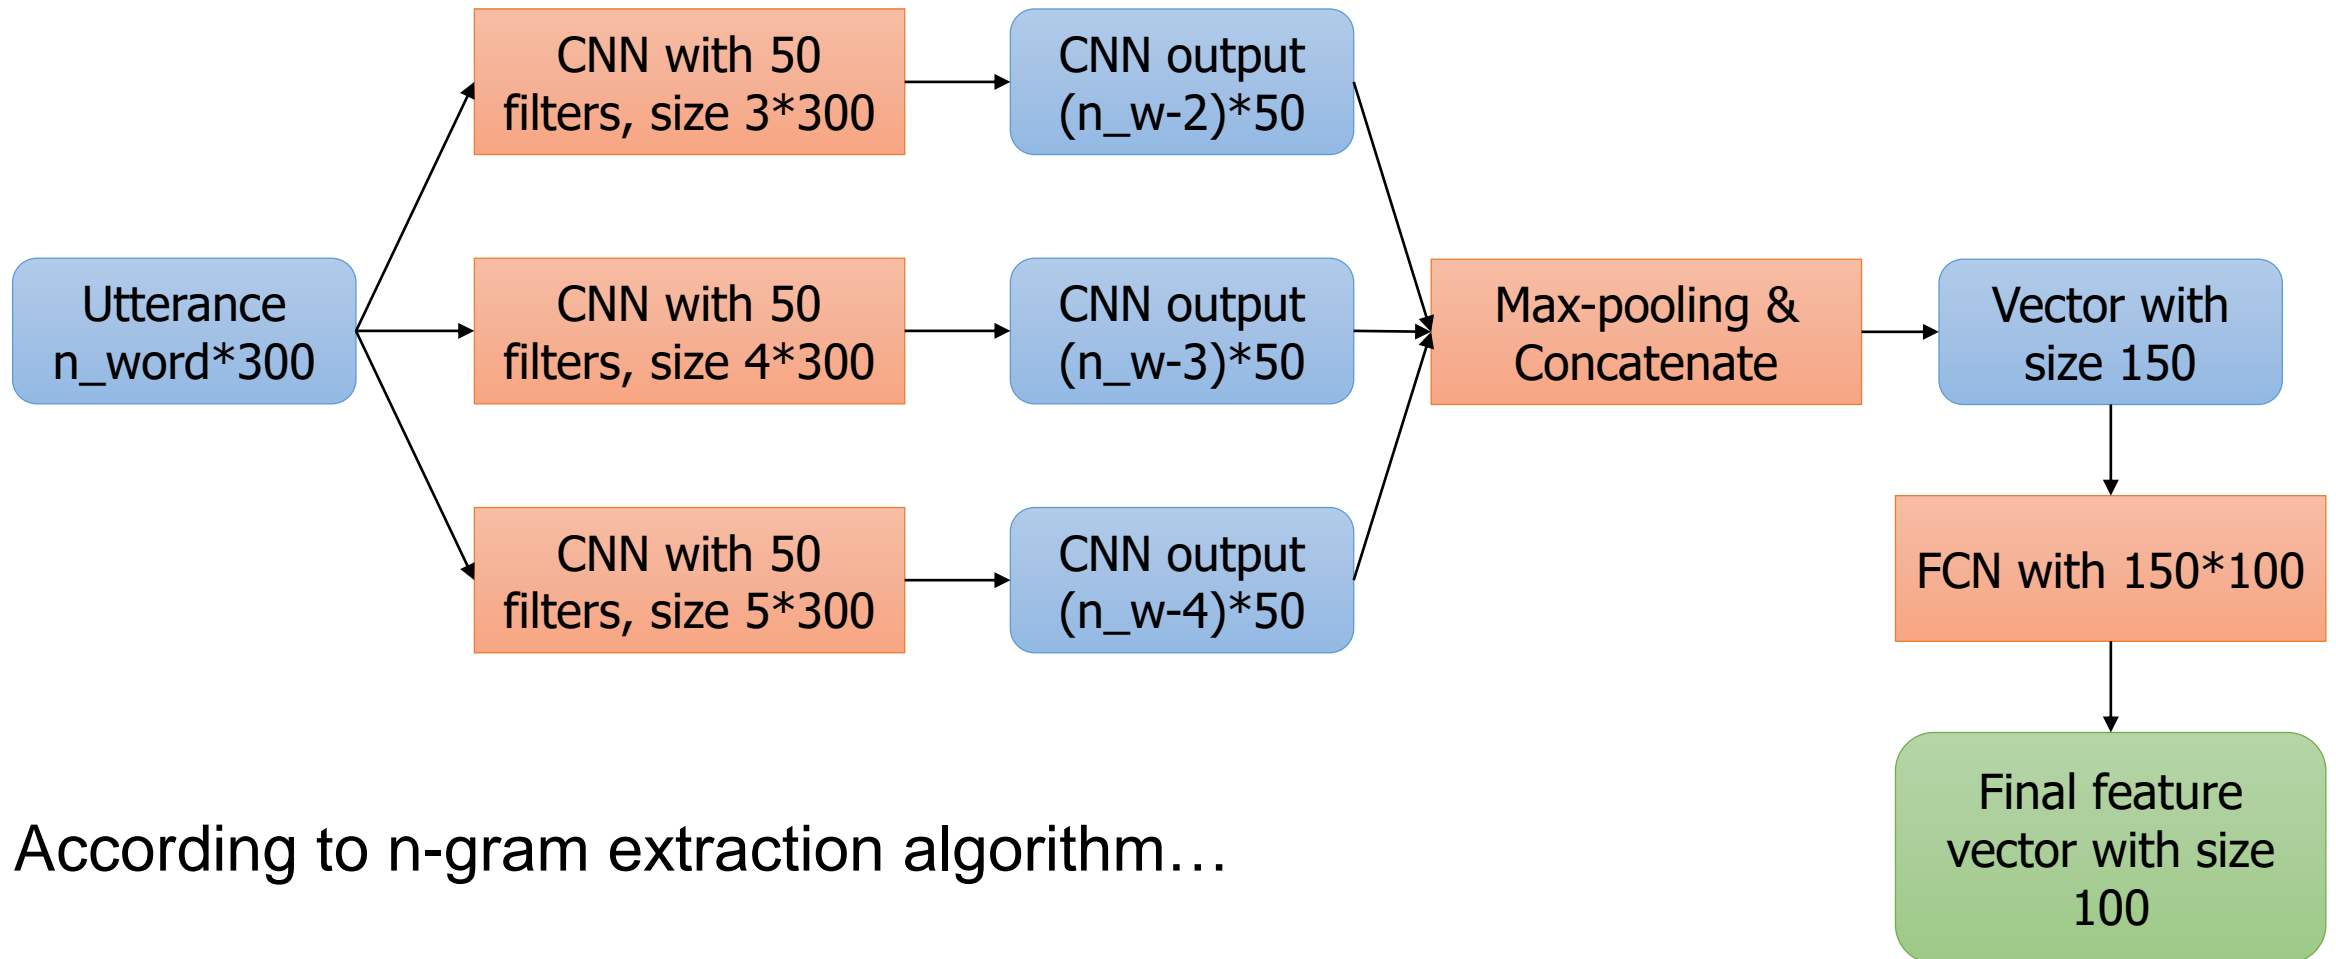 CNN with 50
filters, size 3*300
CNN output
(n_w-2)*50
Utterance
n_word*300
CNN with 50
filters, size 4*300
CNN output
(n_w-3)*50
Max-pooling &
Concatenate
Vector with
size 150
CNN with 50
filters, size 5*300
CNN output
(n_w-4)*50
FCN with 150*100
Final feature
vector with size
100
According to n-gram extraction algorithm…